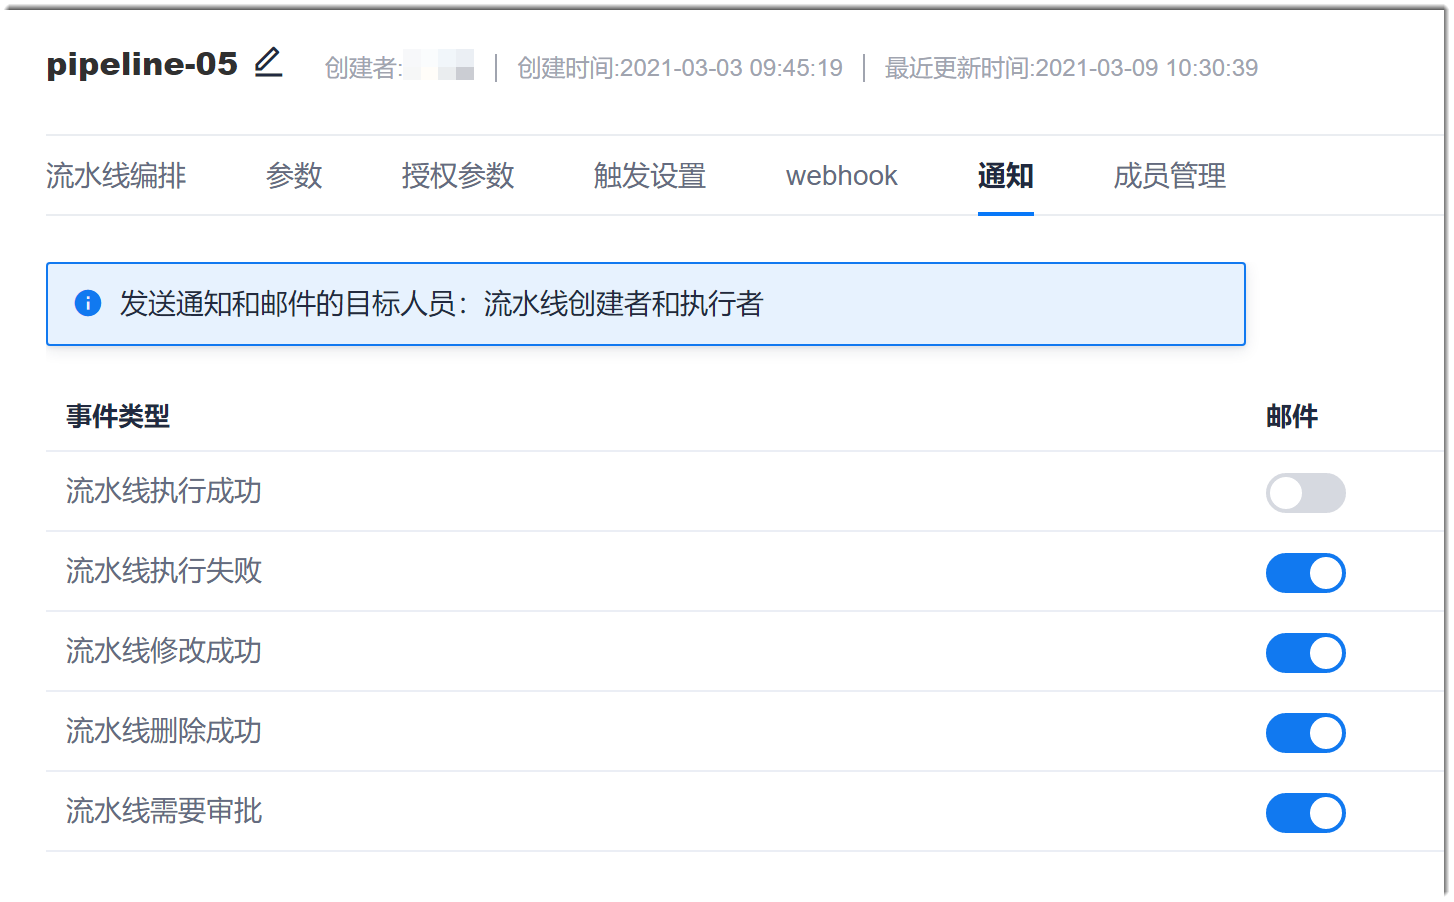 pipeline-05 创建者: 创建时间:2021-03-03 09:45:19 最近更新时间:2021-03-09 10:30:39
流水线编排 参数 授权参数 触发设置 webhook 通知 成员管理
发送通知和邮件的目标人员：流水线创建者和执行者
事件类型 邮件
流水线执行成功
流水线执行失败
流水线修改成功
流水线删除成功
流水线需要审批